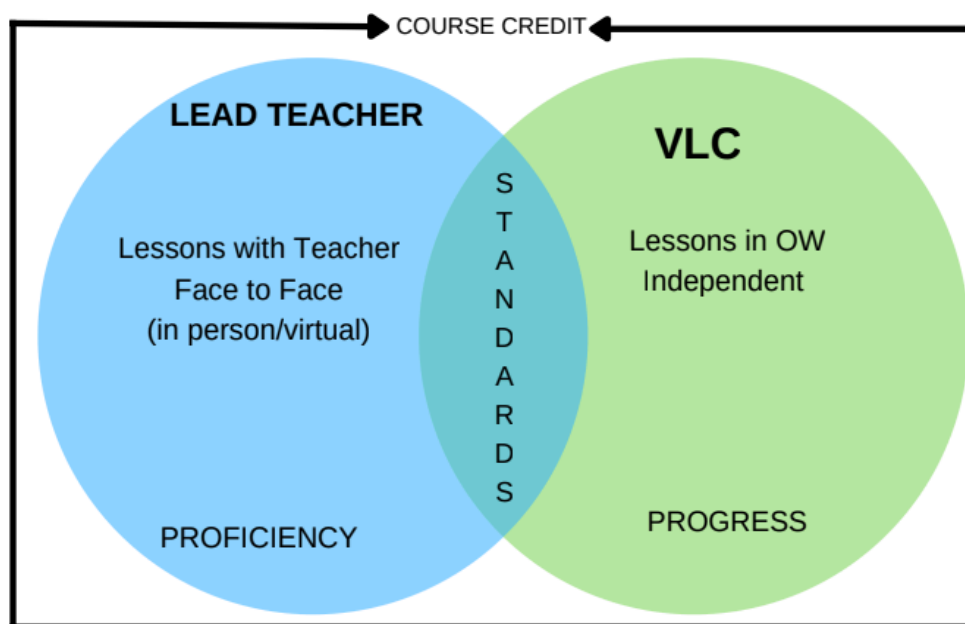 COURSE CREDIT
LEAD TEACHER
Lessons with Teacher
Face to Face
(in person/virtual)
PROFICIENCY
STANDARDS
VLC
Lessons in OW
Independent
PROGRESS